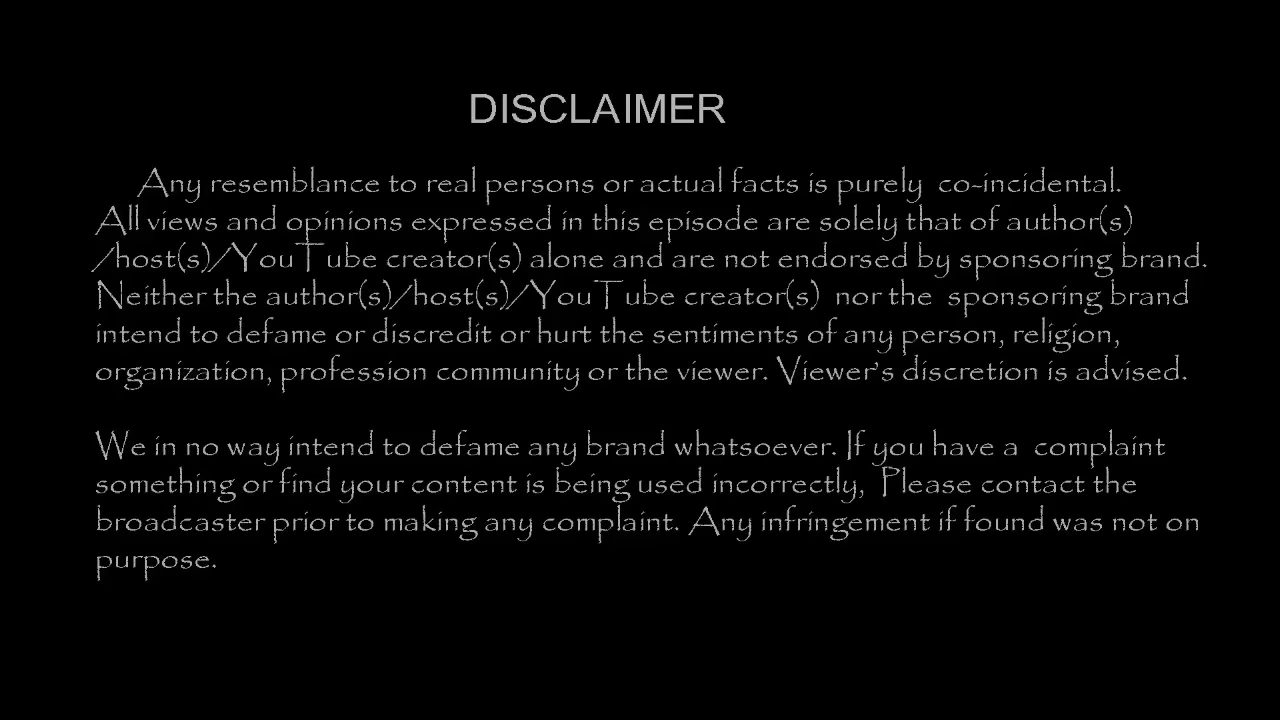 DISCLAIMER
Any resemblance to real persons or actual facts is purely co-incidental.
All views and opinions expressed in this episode are solely that of author(s)
/host(s)/YouTube creator(s) alone and are not endorsed by sponsoring brand.
Neither the author(s)/host(s)/YouTube creator(s) nor the sponsoring brand
intend to defame or discredit or hurt the sentiments of any person, religion,
organization, profession community or the viewer. Viewer's discretion is advised.
We in no way intend to defame any brand whatsoever. If you have a complaint
something or find your content is being used incorrectly, Please contact the
broadcaster prior to making any complaint. Any infringement if found was not on
purpose.